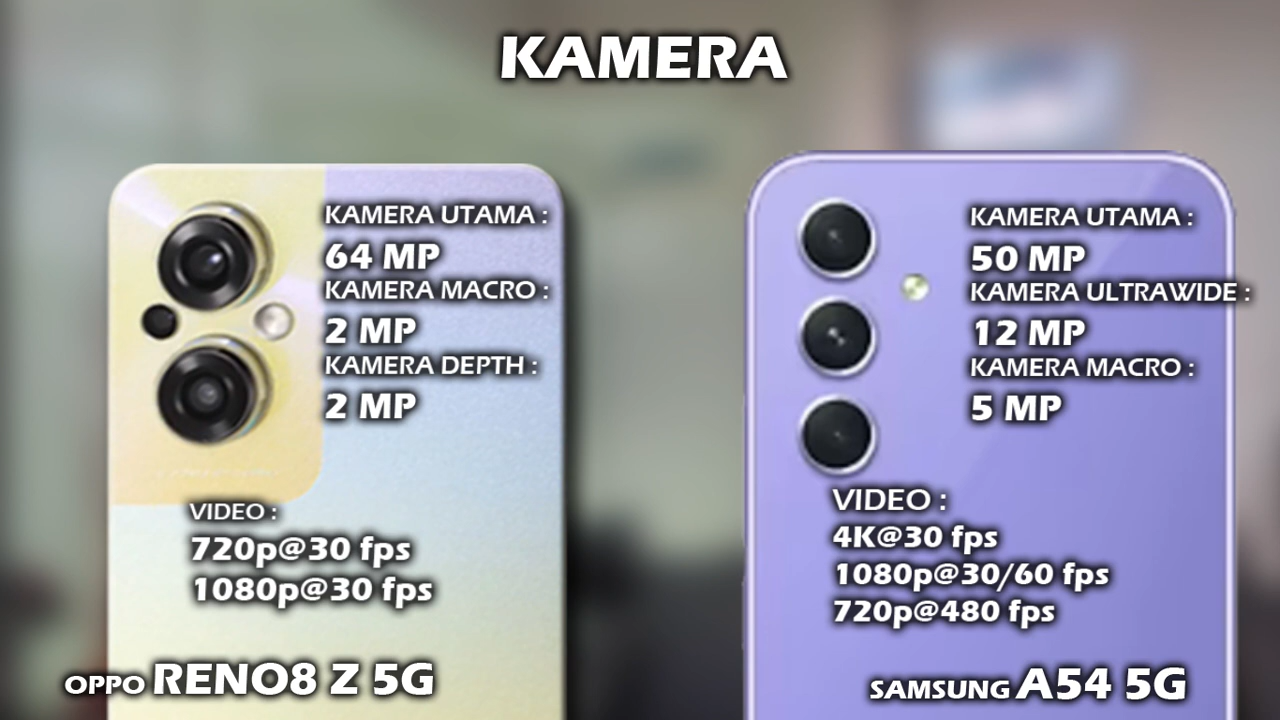 KAMERA
KAMERA UTAMA :
64 MP
KAMERA MACRO :
2 MP
KAMERA DEPTH :
2 MP
VIDEO :
720p@30 fps
1080p@30 fps
OPPO RENO8 Z 5G
KAMERA UTAMA :
50 MP
KAMERA ULTRAWIDE :
12 MP
KAMERA MACRO :
5 MP
VIDEO :
4K@30 fps
1080p@30/60 fps
720p@480 fps
SAMSUNG A54 5G